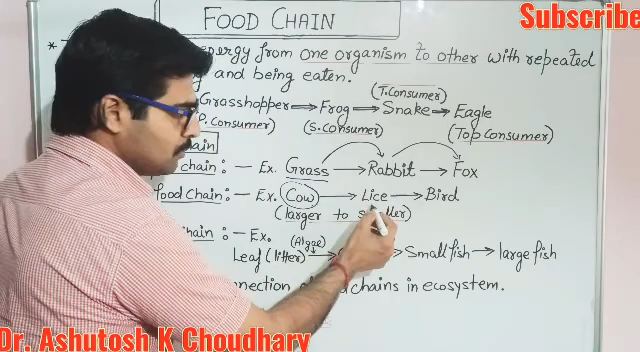 FOOD CHAIN
Subscribe
* energy from one organism to other with repeated
and being eaten.
Grasshopper ⇒ Frog ⇒ Snake ⇒ Eagle
(T. Consumer)
P. Consumer) (S. Consumer) (Top Consumer)
chain :- Ex. Grass → Rabbit → Fox
food chain :- Ex. Cow → Lice → Bird
(larger to smaller)
chain :- Ex.
(Algae)
Leaf (litter) → → Small fish → large fish
chains in ecosystem.
Dr. Ashutosh K Choudhary